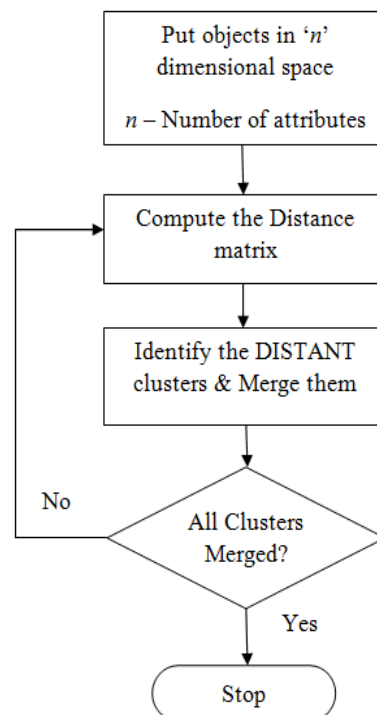 Put objects in ‘n’
dimensional space
n – Number of attributes
Compute the Distance
matrix
Identify the DISTANT
clusters & Merge them
No
All Clusters
Merged?
Yes
Stop